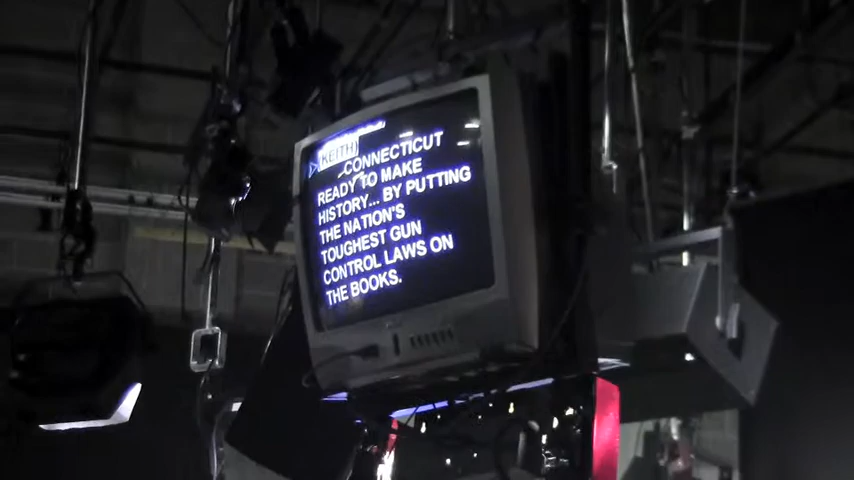 KEITH)
CONNECTICUT
READY TO MAKE
HISTORY... BY PUTTING
THE NATION'S
TOUGHEST GUN
CONTROL LAWS ON
THE BOOKS.